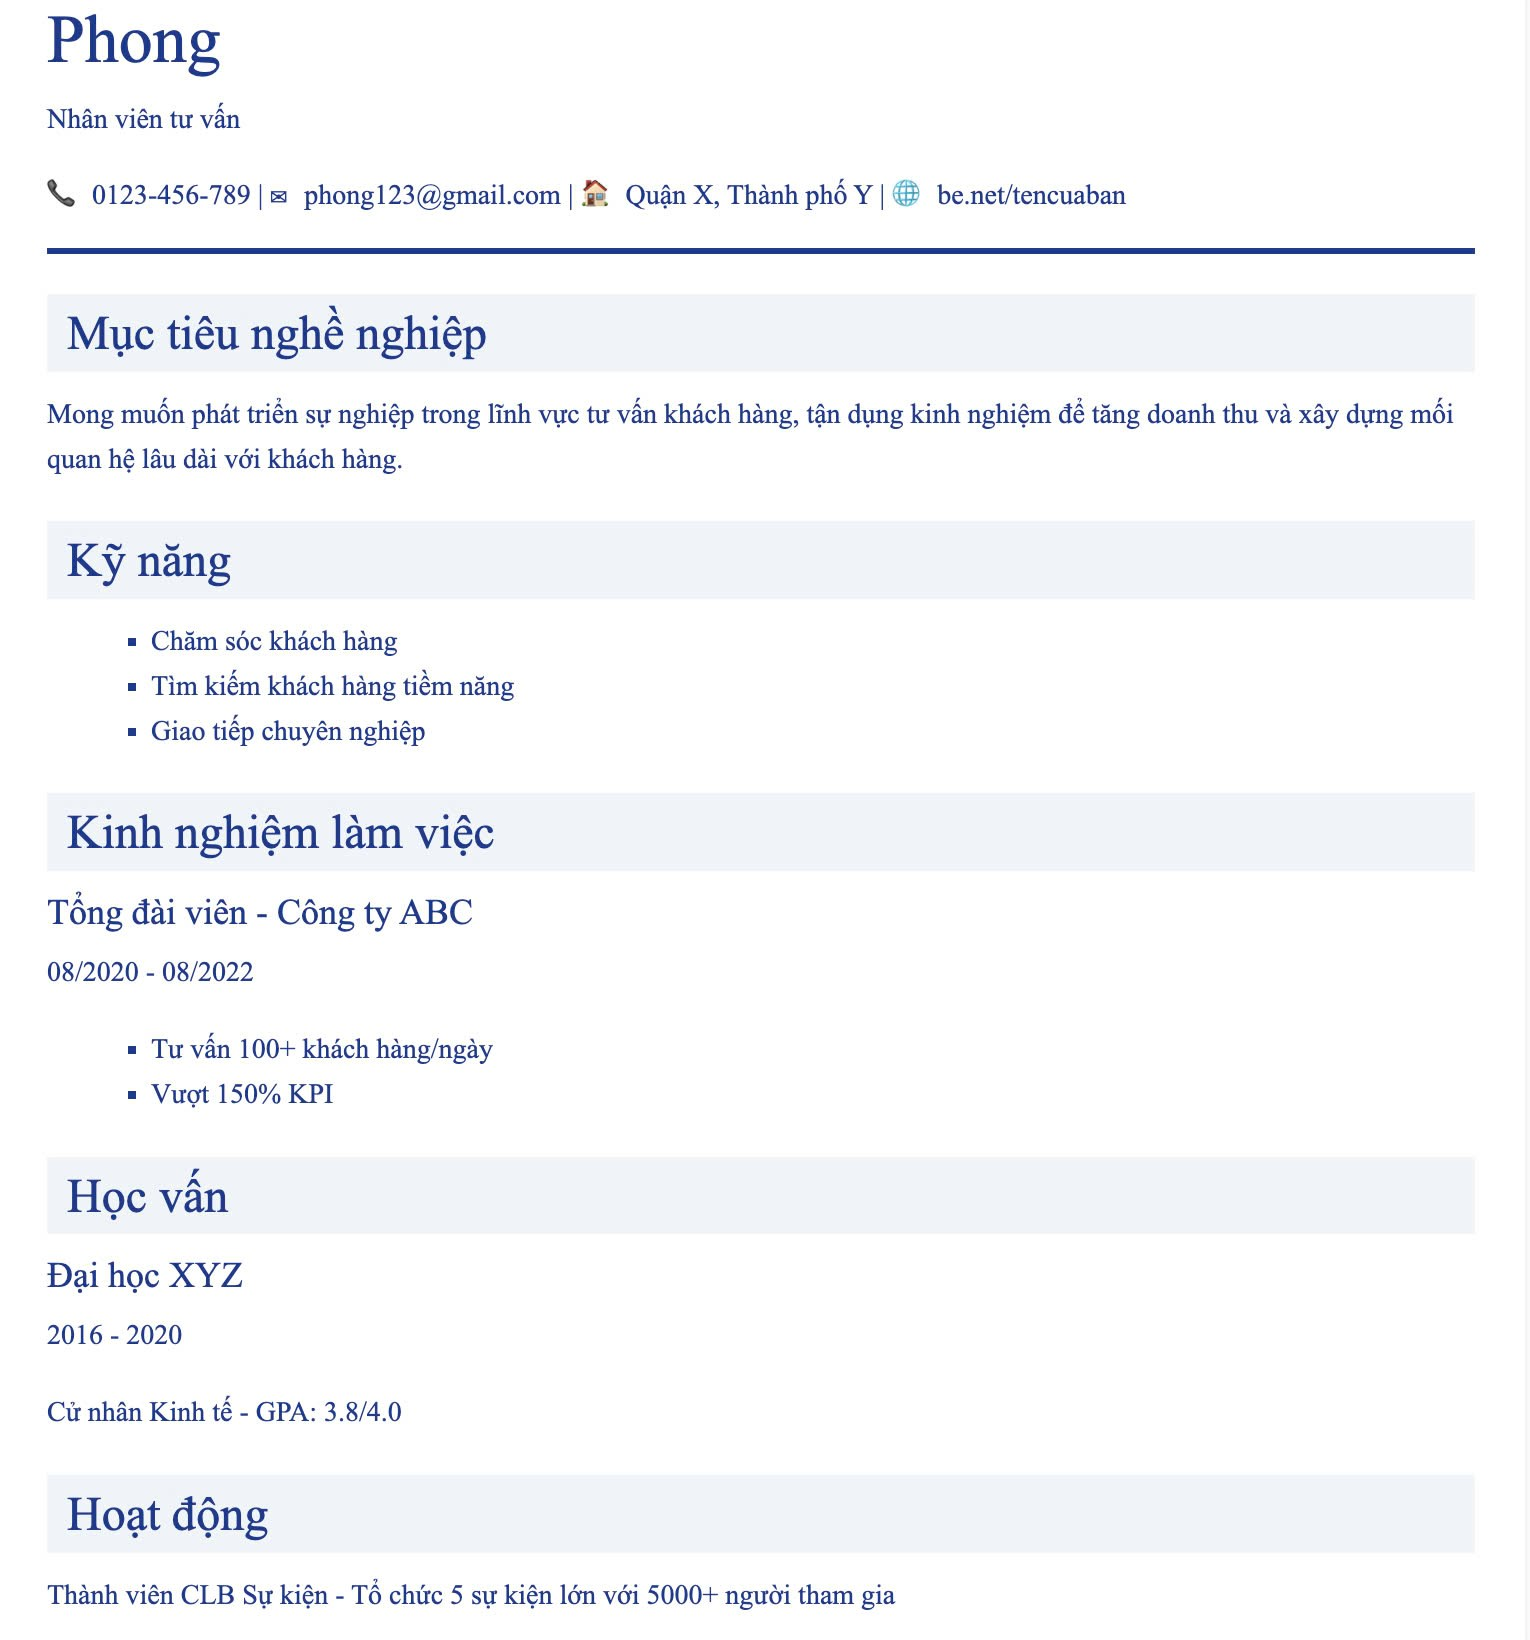 Phong
Nhân viên tư vấn
📞 0123-456-789 | ✉ phong123@gmail.com | 🏠 Quận X, Thành phố Y | 🌐 be.net/tencuaban
Mục tiêu nghề nghiệp
Mong muốn phát triển sự nghiệp trong lĩnh vực tư vấn khách hàng, tận dụng kinh nghiệm để tăng doanh thu và xây dựng mối
quan hệ lâu dài với khách hàng.
Kỹ năng
▪ Chăm sóc khách hàng
▪ Tìm kiếm khách hàng tiềm năng
▪ Giao tiếp chuyên nghiệp
Kinh nghiệm làm việc
Tổng đài viên - Công ty ABC
08/2020 - 08/2022
▪ Tư vấn 100+ khách hàng/ngày
▪ Vượt 150% KPI
Học vấn
Đại học XYZ
2016 - 2020
Cử nhân Kinh tế - GPA: 3.8/4.0
Hoạt động
Thành viên CLB Sự kiện - Tổ chức 5 sự kiện lớn với 5000+ người tham gia